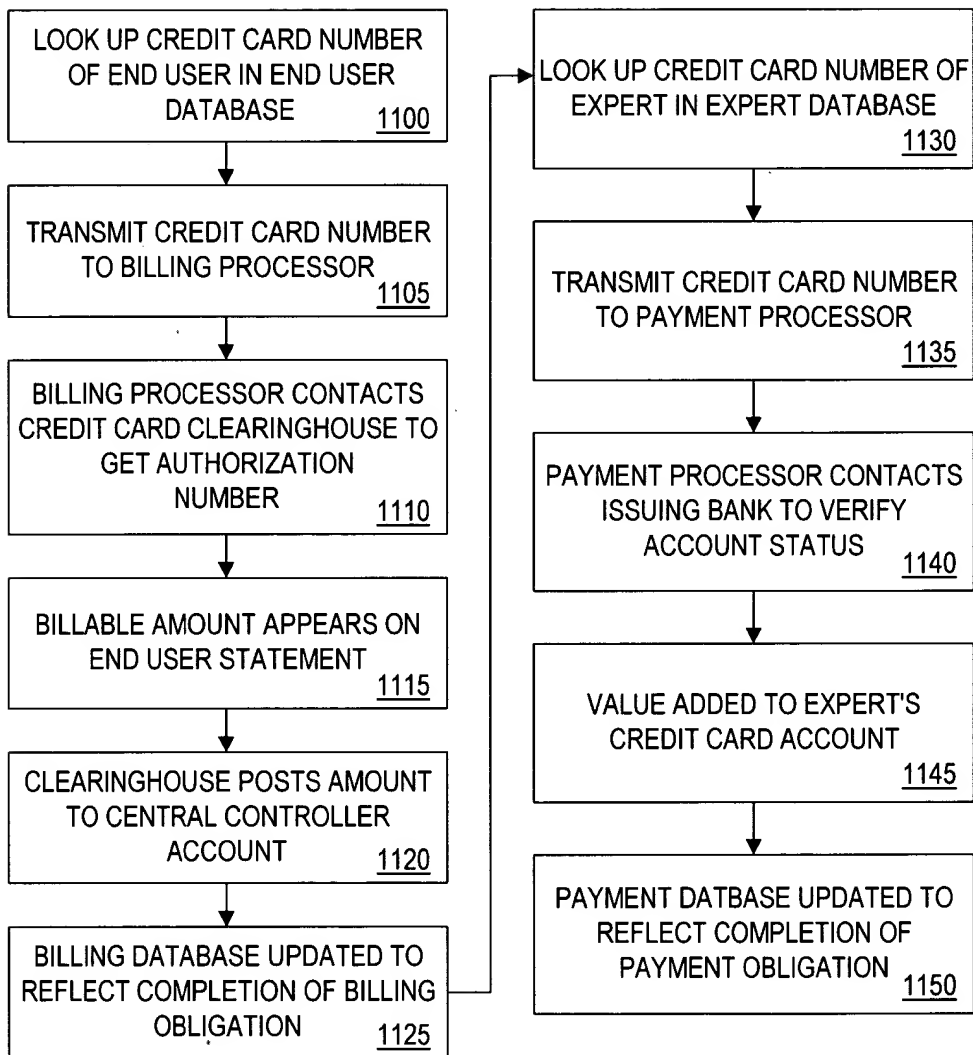 LOOK UP CREDIT CARD NUMBER
OF END USER IN END USER
DATABASE
1100
TRANSMIT CREDIT CARD NUMBER
TO BILLING PROCESSOR
1105
BILLING PROCESSOR CONTACTS
CREDIT CARD CLEARINGHOUSE TO
GET AUTHORIZATION
NUMBER
1110
BILLABLE AMOUNT APPEARS ON
END USER STATEMENT
1115
CLEARINGHOUSE POSTS AMOUNT
TO CENTRAL CONTROLLER
ACCOUNT
1120
BILLING DATABASE UPDATED TO
REFLECT COMPLETION OF BILLING
OBLIGATION
1125
LOOK UP CREDIT CARD NUMBER OF
EXPERT IN EXPERT DATABASE
1130
TRANSMIT CREDIT CARD NUMBER
TO PAYMENT PROCESSOR
1135
PAYMENT PROCESSOR CONTACTS
ISSUING BANK TO VERIFY
ACCOUNT STATUS
1140
VALUE ADDED TO EXPERT'S
CREDIT CARD ACCOUNT
1145
PAYMENT DATBASE UPDATED TO
REFLECT COMPLETION OF
PAYMENT OBLIGATION
1150